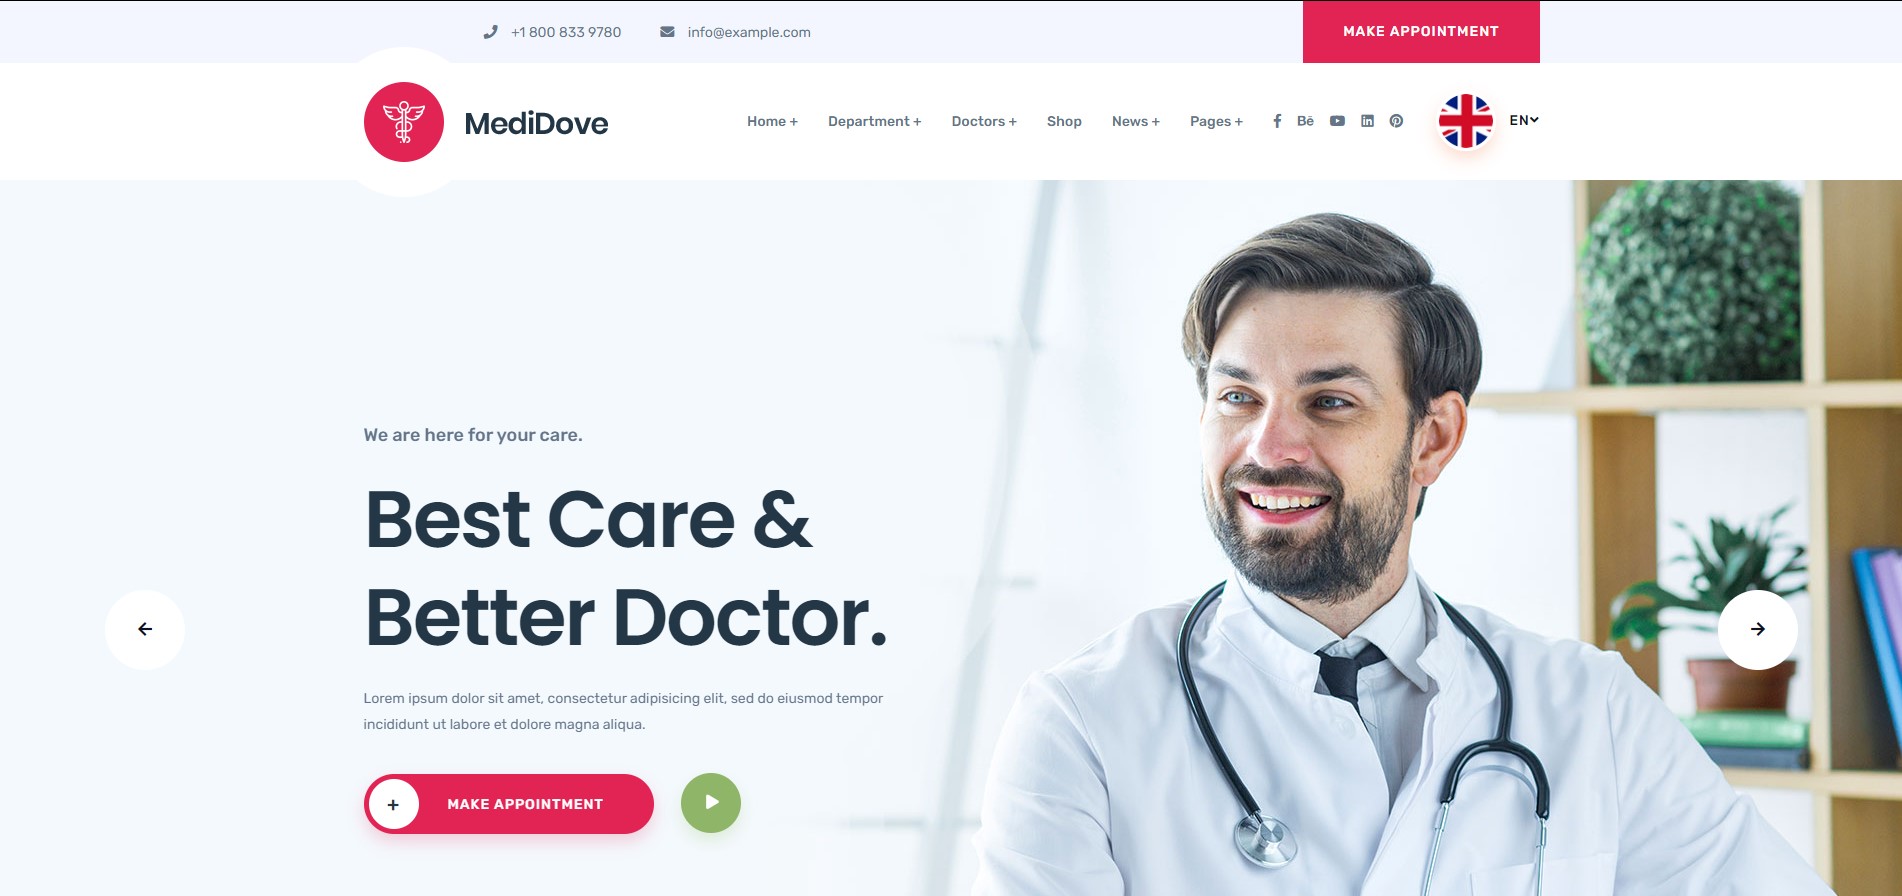 +1 800 833 9780 info@example.com MAKE APPOINTMENT
MediDove Home + Department + Doctors + Shop News + Pages + Bē EN
We are here for your care.
Best Care &
Better Doctor.
Lorem ipsum dolor sit amet, consectetur adipisicing elit, sed do eiusmod tempor
incididunt ut labore et dolore magna aliqua.
+ MAKE APPOINTMENT